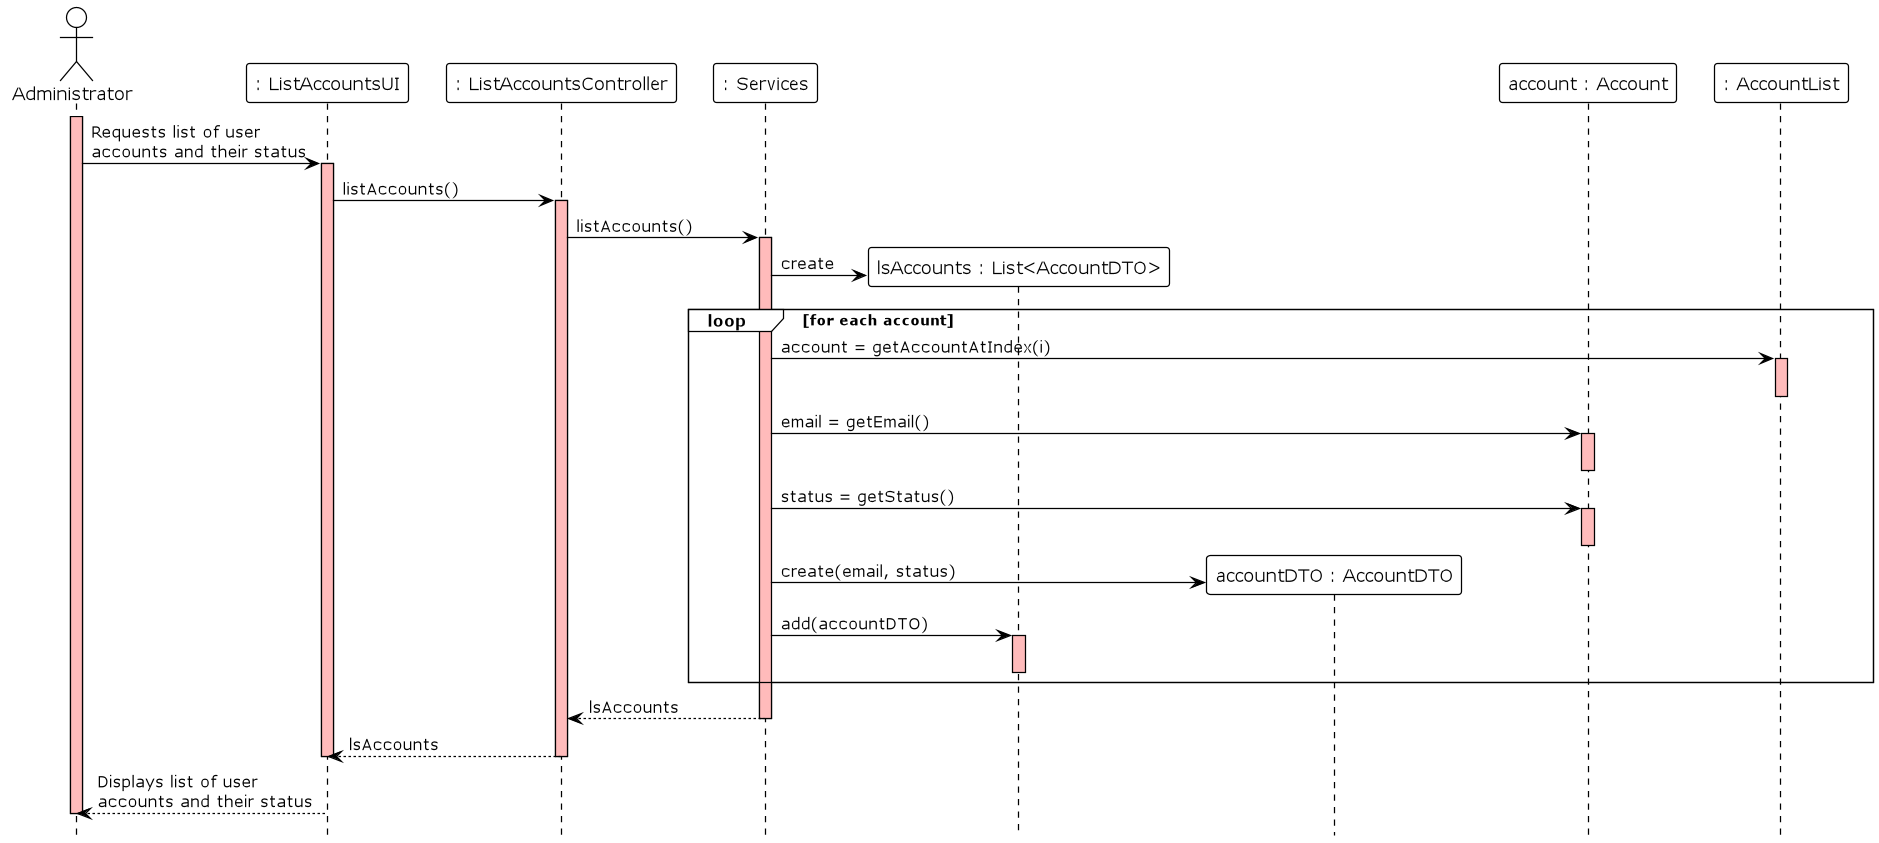 Administrator
: ListAccountsUI
: ListAccountsController
: Services
account : Account
: AccountList
Requests list of user
accounts and their status
listAccounts()
listAccounts()
create
lsAccounts : List<AccountDTO>
loop
[for each account]
account = getAccountAtIndex(i)
email = getEmail()
status = getStatus()
create(email, status)
accountDTO : AccountDTO
add(accountDTO)
lsAccounts
lsAccounts
Displays list of user
accounts and their status